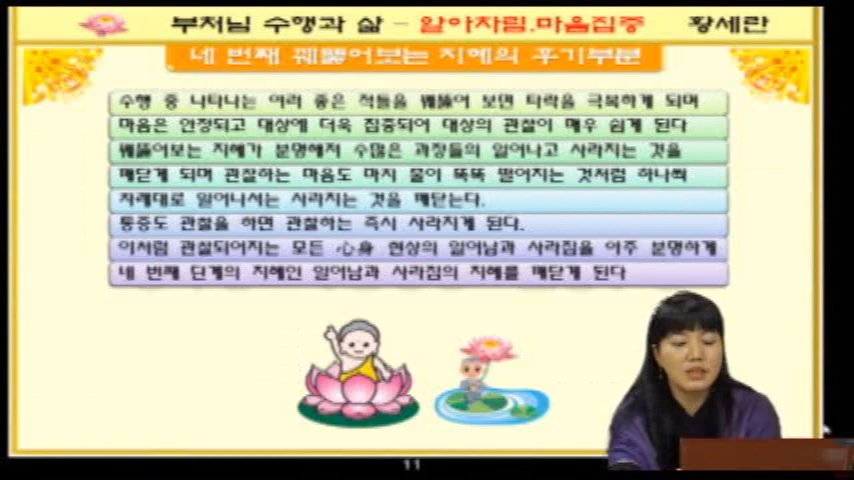 부처님 수행과 삶 - 알아차림.마음집중 황세란
네 번째 꿰뚫어보는 지혜의 후기부분
수행 중 나타나는 여러 좋은 적들을 꿰뚫어 보면 타락을 극복하게 되며
마음은 안정되고 대상에 더욱 집중되어 대상의 관찰이 매우 쉽게 된다
꿰뚫어보는 지혜가 분명해져 수많은 과정들의 일어나고 사라지는 것을
깨닫게 되며 관찰하는 마음도 마치 물이 뚝뚝 떨어지는 것처럼 하나씩
차례대로 일어나서는 사라지는 것을 깨닫는다.
통증도 관찰을 하면 관찰하는 즉시 사라지게 된다.
이처럼 관찰되어지는 모든 心身 현상의 일어남과 사라짐을 아주 분명하게
네 번째 단계의 지혜인 일어남과 사라짐의 지혜를 깨닫게 된다
11